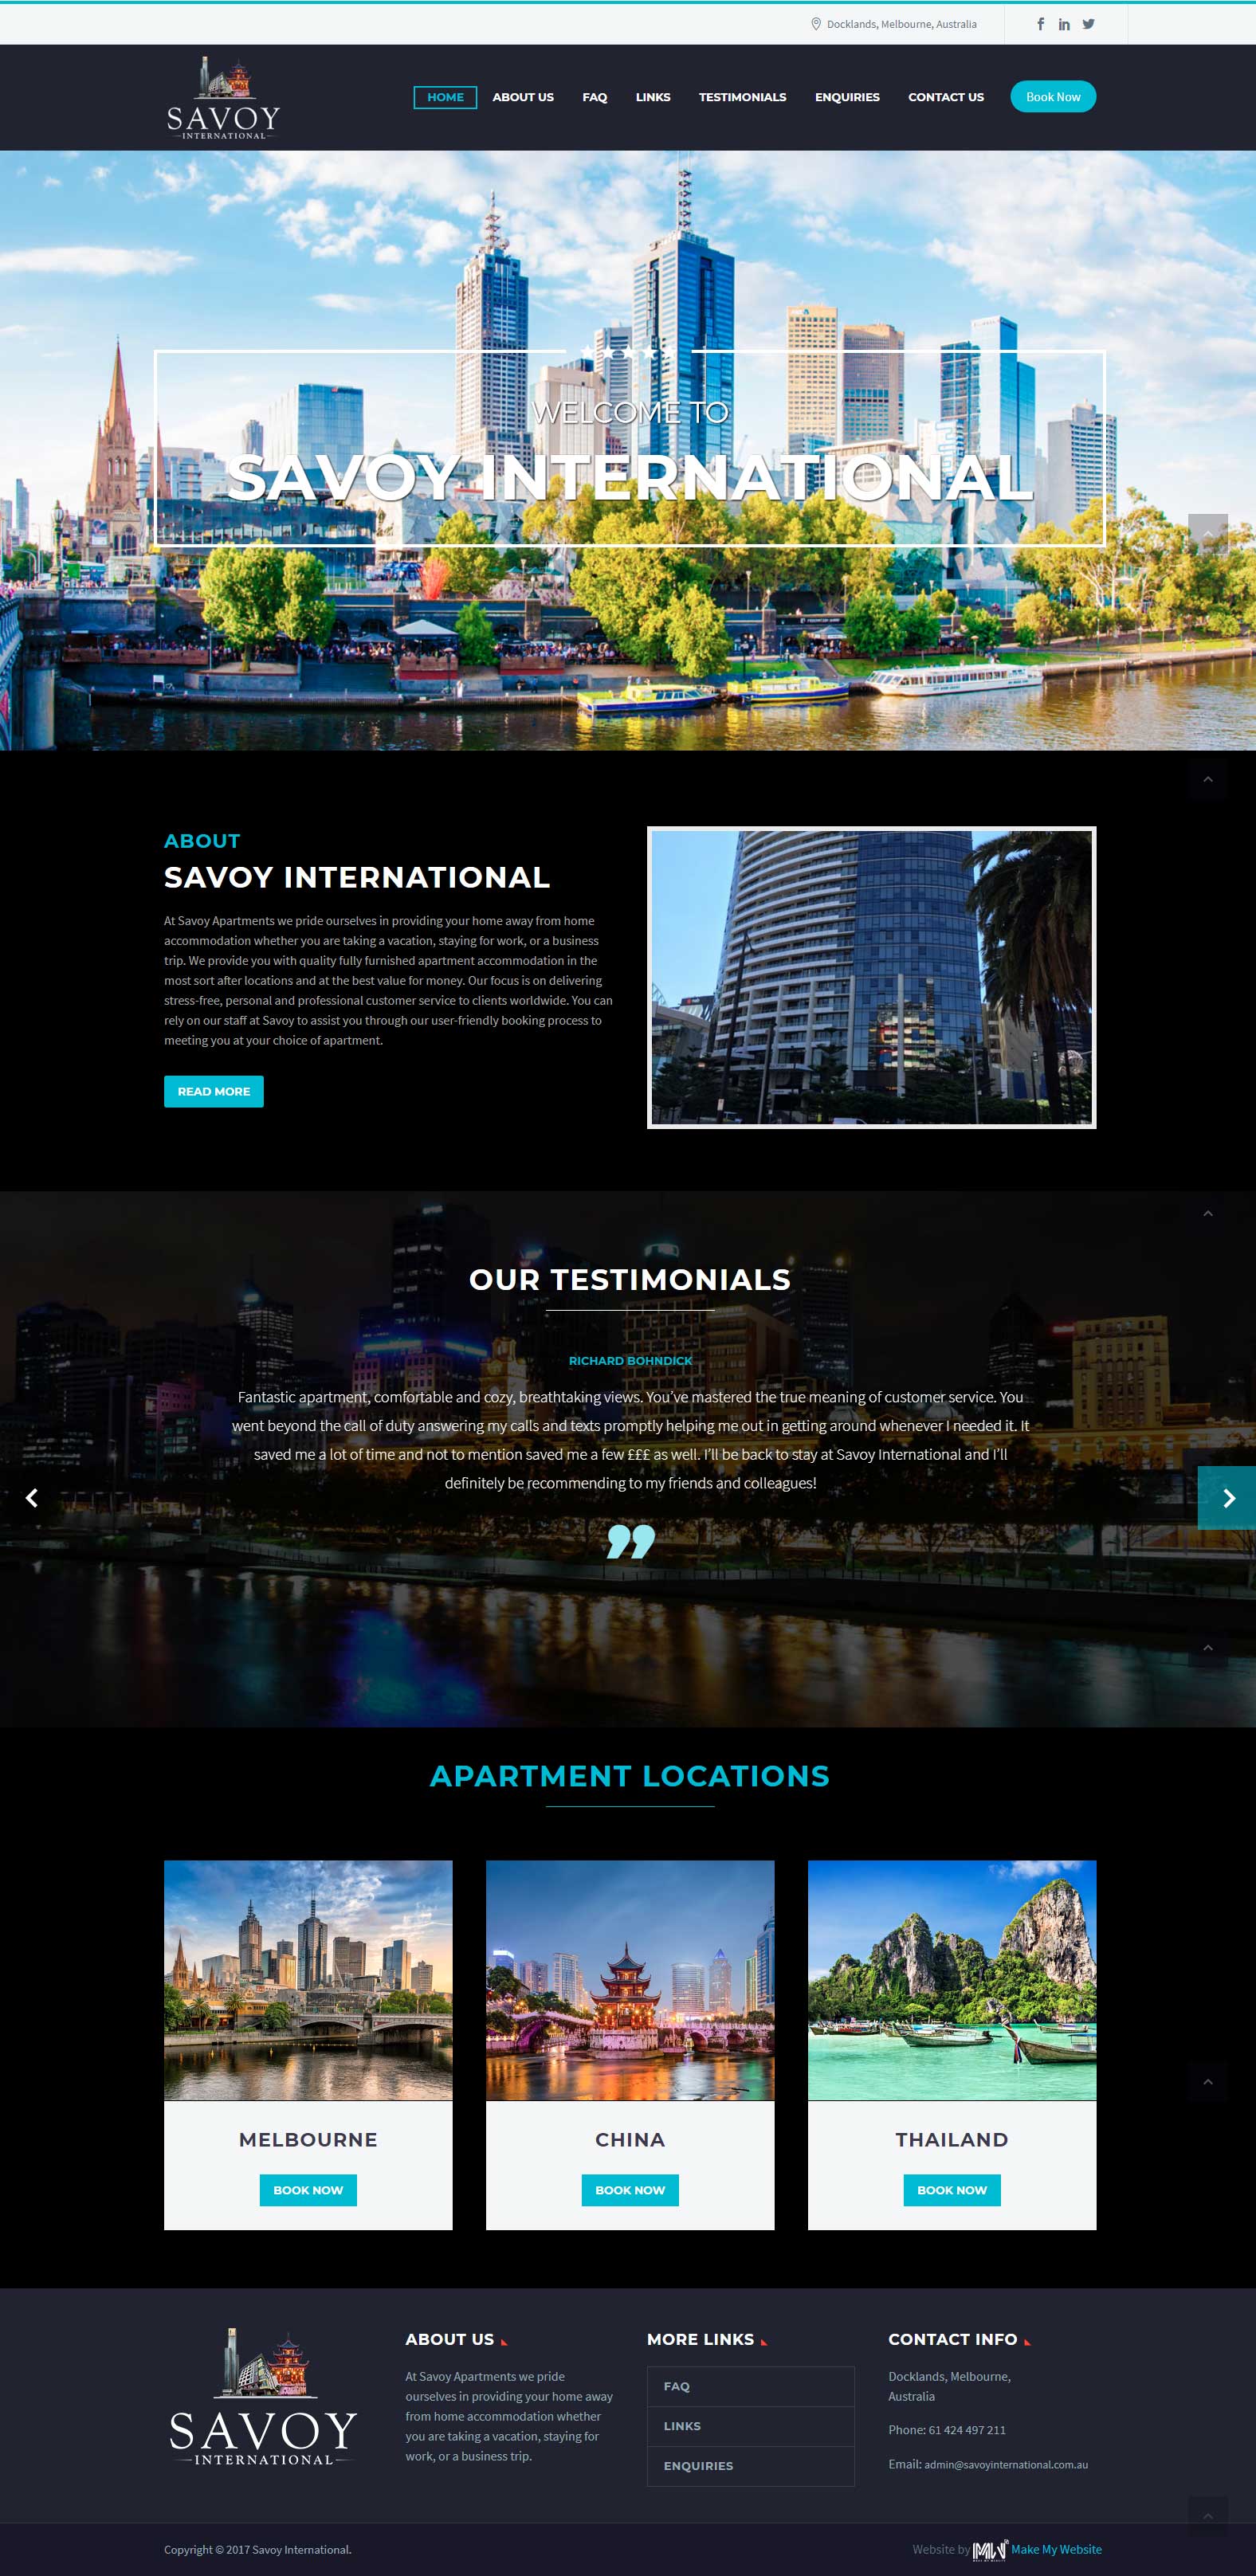 Docklands, Melbourne, Australia
SAVOY
INTERNATIONAL
HOME
ABOUT US
FAQ
LINKS
TESTIMONIALS
ENQUIRIES
CONTACT US
Book Now
WELCOME TO
SAVOY INTERNATIONAL
ABOUT
SAVOY INTERNATIONAL
At Savoy Apartments we pride ourselves in providing your home away from home
accommodation whether you are taking a vacation, staying for work, or a business
trip. We provide you with quality fully furnished apartment accommodation in the
most sort after locations and at the best value for money. Our focus is on delivering
stress-free, personal and professional customer service to clients worldwide. You can
rely on our staff at Savoy to assist you through our user-friendly booking process to
meeting you at your choice of apartment.
READ MORE
OUR TESTIMONIALS
RICHARD BOHNDICK
Fantastic apartment, comfortable and cozy, breathtaking views. You’ve mastered the true meaning of customer service. You
went beyond the call of duty answering my calls and texts promptly helping me out in getting around whenever I needed it. It
saved me a lot of time and not to mention saved me a few £££ as well. I’ll be back to stay at Savoy International and I’ll
definitely be recommending to my friends and colleagues!
APARTMENT LOCATIONS
MELBOURNE
BOOK NOW
CHINA
BOOK NOW
THAILAND
BOOK NOW
SAVOY
INTERNATIONAL
ABOUT US
At Savoy Apartments we pride
ourselves in providing your home away
from home accommodation whether
you are taking a vacation, staying for
work, or a business trip.
MORE LINKS
FAQ
LINKS
ENQUIRIES
CONTACT INFO
Docklands, Melbourne,
Australia
Phone: 61 424 497 211
Email: admin@savoyinternational.com.au
Copyright © 2017 Savoy International.
Website by MMW Make My Website